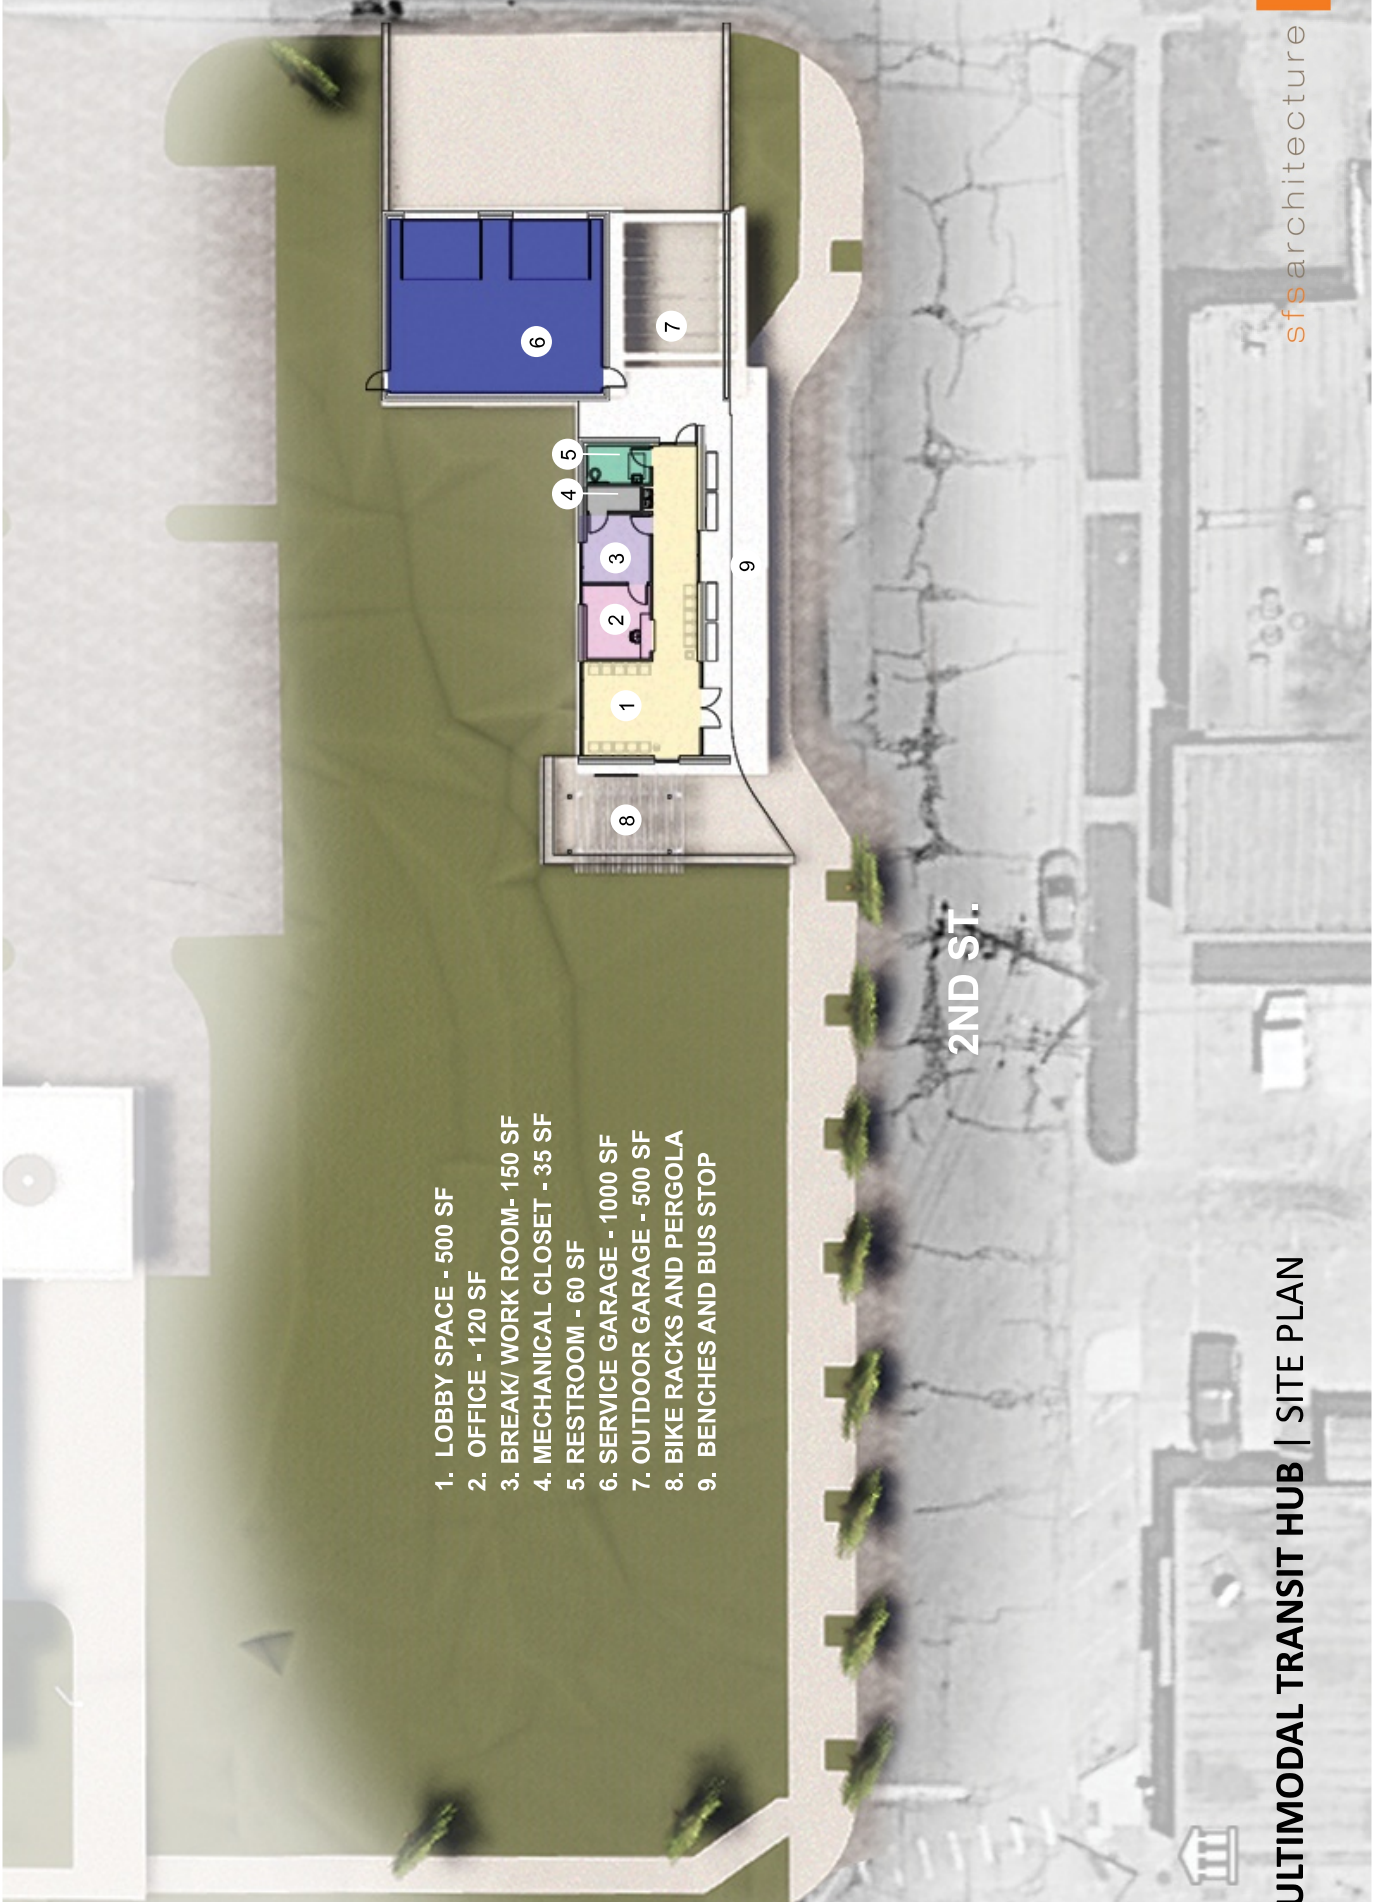 1. LOBBY SPACE - 500 SF
2. OFFICE - 120 SF
3. BREAK/ WORK ROOM- 150 SF
4. MECHANICAL CLOSET - 35 SF
5. RESTROOM - 60 SF
6. SERVICE GARAGE - 1000 SF
7. OUTDOOR GARAGE - 500 SF
8. BIKE RACKS AND PERGOLA
9. BENCHES AND BUS STOP
8
1
2
3
4
5
6
7
9
2ND ST.
ULTIMODAL TRANSIT HUB | SITE PLAN
sfsarchitecture